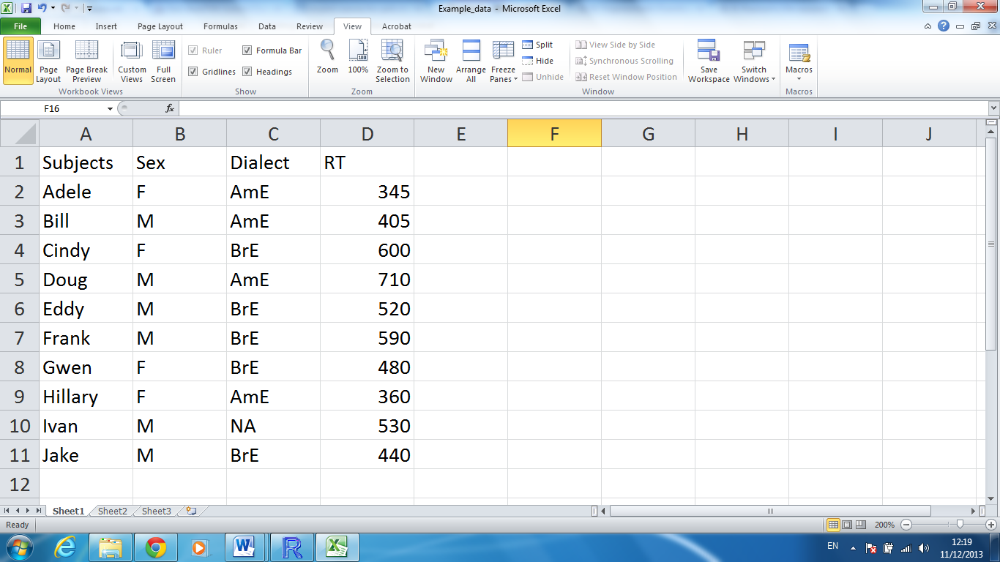 Example_data - Microsoft Excel
File Home Insert Page Layout Formulas Data Review View Acrobat
Normal Page Layout Page Break Preview Custom Views Full Screen
Workbook Views
Ruler Formula Bar
Gridlines Headings
Show
Zoom 100% Zoom to Selection
Zoom
New Window Arrange All Freeze Panes
Split
Hide
Unhide
View Side by Side
Synchronous Scrolling
Reset Window Position
Save Workspace Switch Windows
Window
Macros
Macros
F16 fx
A B C D E F G H I J
1 Subjects Sex Dialect RT
2 Adele F AmE 345
3 Bill M AmE 405
4 Cindy F BrE 600
5 Doug M AmE 710
6 Eddy M BrE 520
7 Frank M BrE 590
8 Gwen F BrE 480
9 Hillary F AmE 360
10 Ivan M NA 530
11 Jake M BrE 440
12
Sheet1 Sheet2 Sheet3
Ready 200%
EN 12:19
11/12/2013